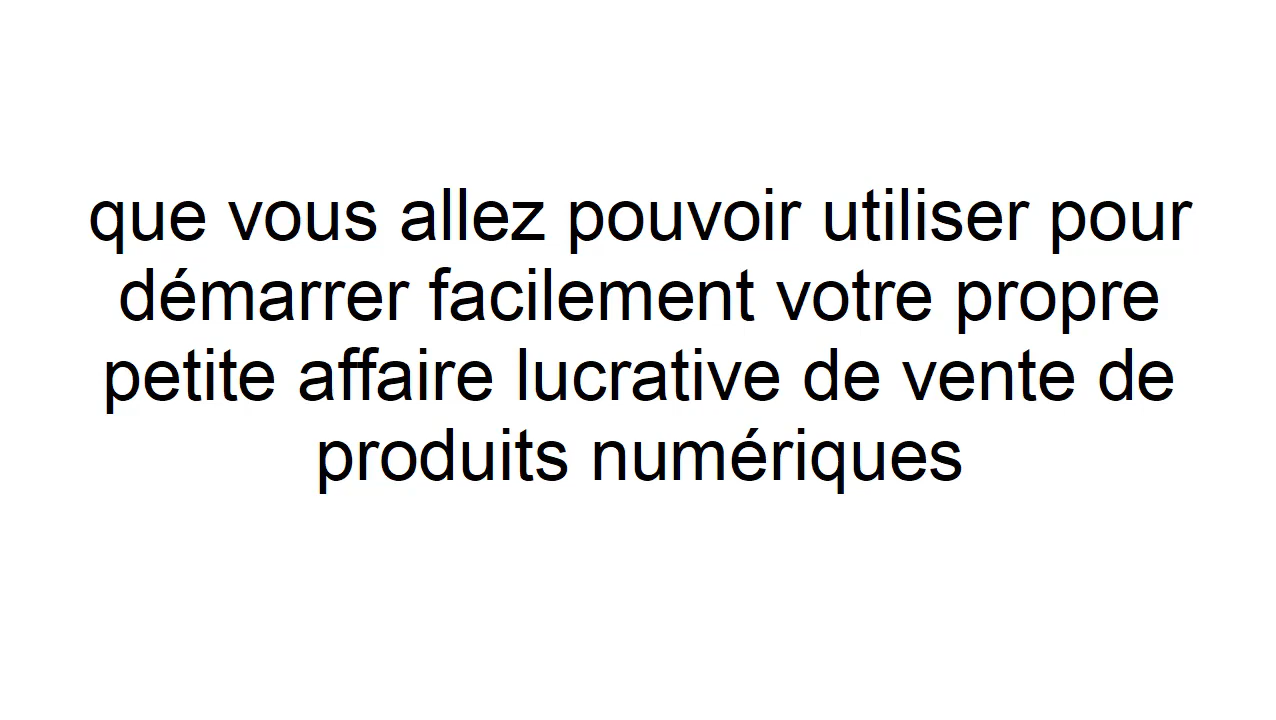 que vous allez pouvoir utiliser pour
démarrer facilement votre propre
petite affaire lucrative de vente de
produits numériques